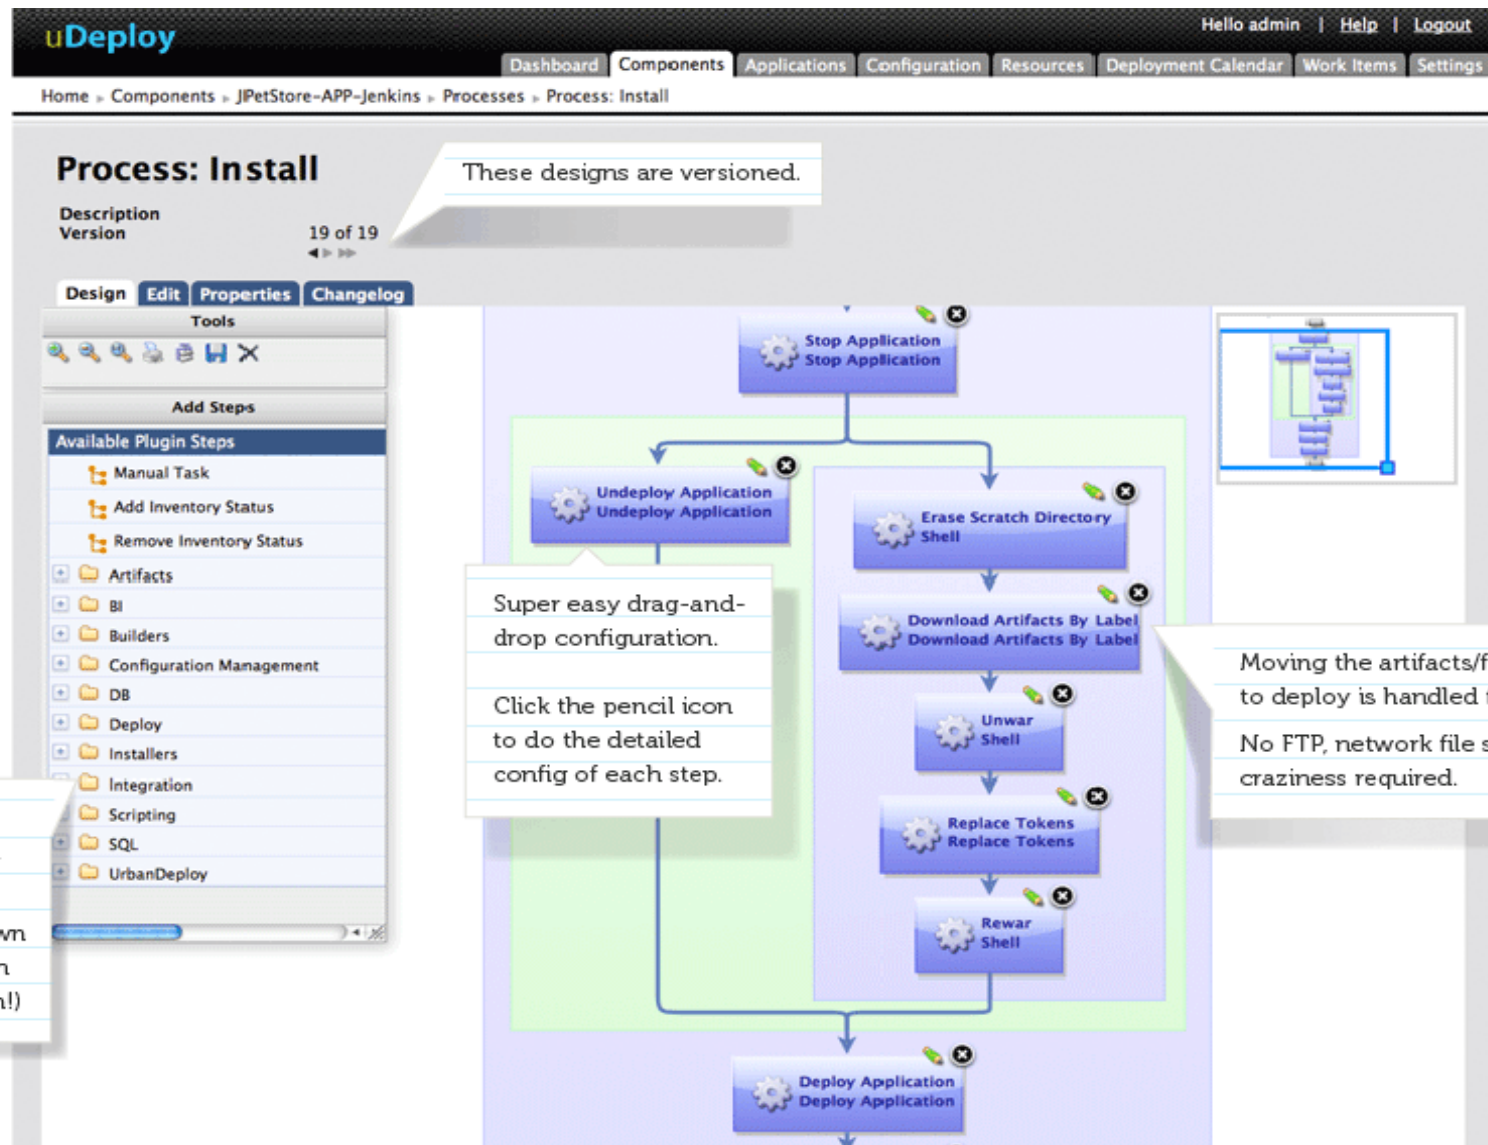 uDeploy
Hello admin | Help | Logout
Dashboard Components Applications Configuration Resources Deployment Calendar Work Items Settings
Home Components JPetStore-APP-Jenkins Processes Process: Install
Process: Install
These designs are versioned.
Description
Version 19 of 19
Design Edit Properties Changelog
Tools
Add Steps
Available Plugin Steps
Manual Task
Add Inventory Status
Remove Inventory Status
Artifacts
BI
Builders
Configuration Management
DB
Deploy
Installers
Integration
Scripting
SQL
UrbanDeploy
Stop Application
Stop Application
Undeploy Application
Undeploy Application
Erase Scratch Directory
Shell
Download Artifacts By Label
Download Artifacts By Label
Unwar
Shell
Replace Tokens
Replace Tokens
Rewar
Shell
Deploy Application
Deploy Application
Super easy drag-and-
drop configuration.
Click the pencil icon
to do the detailed
config of each step.
Moving the artifacts/f
to deploy is handled
No FTP, network file s
craziness required.